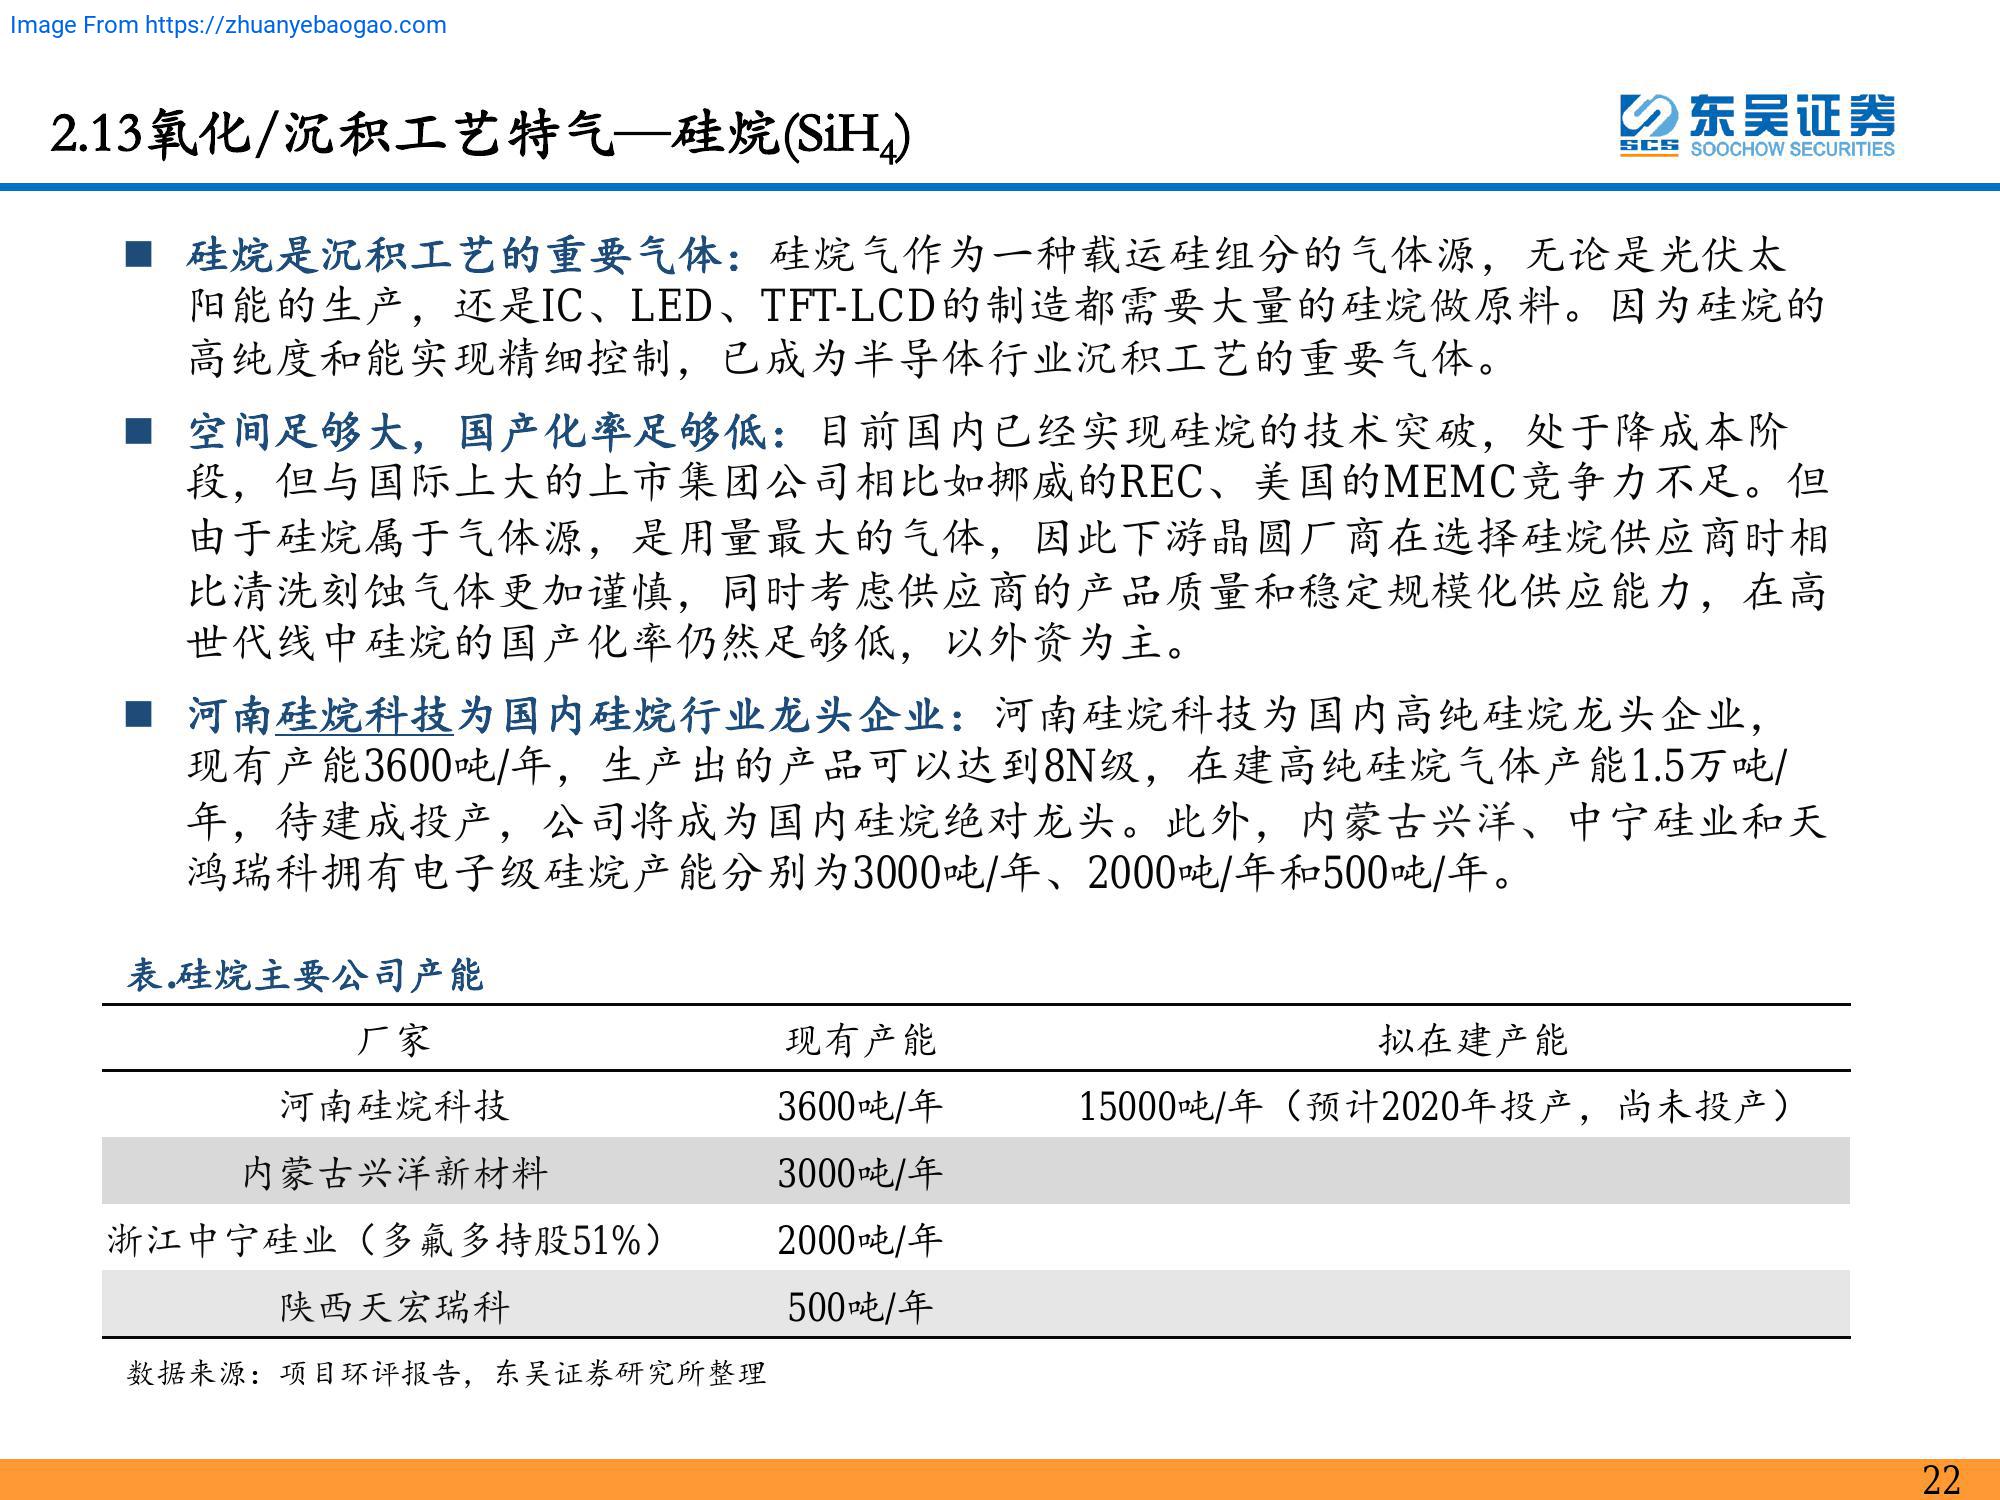 Image From https://zhuanyebaogao.com
2.13氧化/沉积工艺特气—硅烷(SiH4)
东吴证券
SCS SOOCHOW SECURITIES
■ 硅烷是沉积工艺的重要气体：硅烷气作为一种载运硅组分的气体源，无论是光伏太
阳能的生产，还是IC、LED、TFT-LCD的制造都需要大量的硅烷做原料。因为硅烷的
高纯度和能实现精细控制，已成为半导体行业沉积工艺的重要气体。
■ 空间足够大，国产化率足够低：目前国内已经实现硅烷的技术突破，处于降成本阶
段，但与国际上大的上市集团公司相比如挪威的REC、美国的MEMC竞争力不足。但
由于硅烷属于气体源，是用量最大的气体，因此下游晶圆厂商在选择硅烷供应商时相
比清洗刻蚀气体更加谨慎，同时考虑供应商的产品质量和稳定规模化供应能力，在高
世代线中硅烷的国产化率仍然足够低，以外资为主。
■ 河南硅烷科技为国内硅烷行业龙头企业：河南硅烷科技为国内高纯硅烷龙头企业，
现有产能3600吨/年，生产出的产品可以达到8N级，在建高纯硅烷气体产能1.5万吨/
年，待建成投产，公司将成为国内硅烷绝对龙头。此外，内蒙古兴洋、中宁硅业和天
鸿瑞科拥有电子级硅烷产能分别为3000吨/年、2000吨/年和500吨/年。
表.硅烷主要公司产能
厂家 现有产能 拟在建产能
河南硅烷科技 3600吨/年 15000吨/年（预计2020年投产，尚未投产）
内蒙古兴洋新材料 3000吨/年
浙江中宁硅业（多氟多持股51%） 2000吨/年
陕西天宏瑞科 500吨/年
数据来源：项目环评报告，东吴证券研究所整理
22